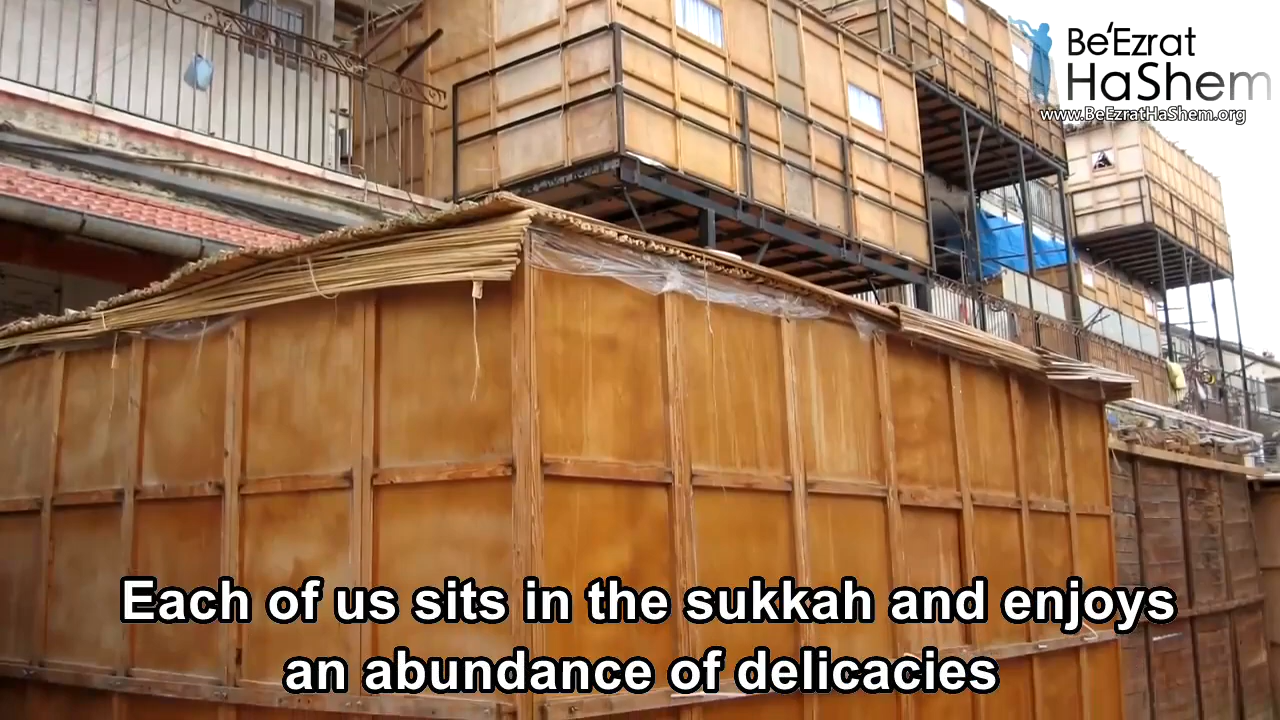 Be'Ezrat
HaShem
www.BeEzratHaShem.org
Each of us sits in the sukkah and enjoys
an abundance of delicacies